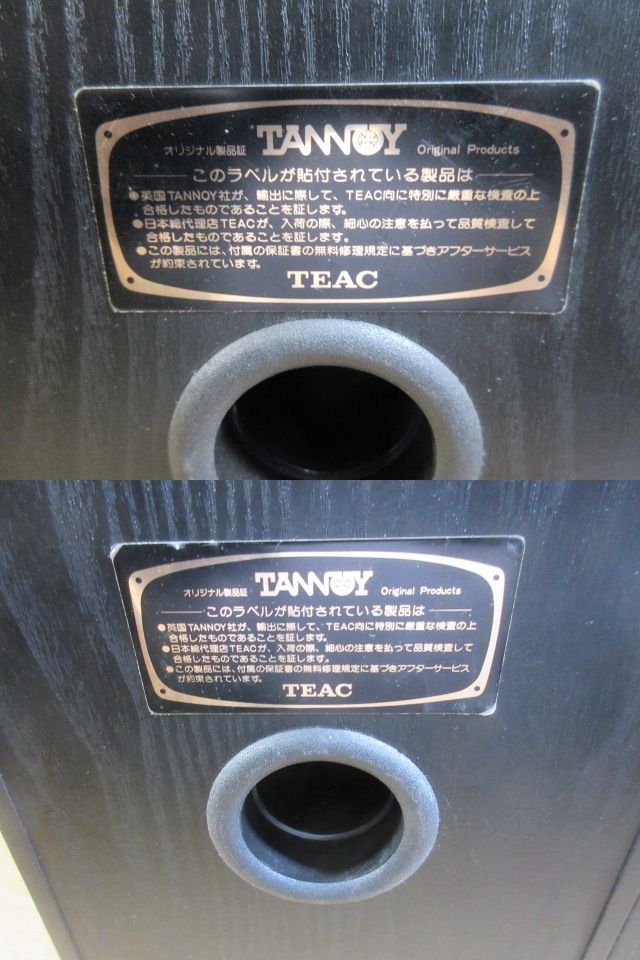 オリジナル製品証 TANNOY Original Products
このラベルが貼付されている製品は
●英国TANNOY社が、輸出に際して、TEAC向に特別に厳重な検査の上
合格したものであることを証します。
●日本総代理店TEACが、入荷の際、細心の注意を払って品質検査して
合格したものであることを証します。
●この製品には、付属の保証書の無料修理規定に基づきアフターサービス
が約束されています。
TEAC
オリジナル製品証 TANNOY Original Products
このラベルが貼付されている製品は
●英国TANNOY社が、輸出に際して、TEAC向に特別に厳重な検査の上
合格したものであることを証します。
●日本総代理店TEACが、入荷の際、細心の注意を払って品質検査して
合格したものであることを証します。
●この製品には、付属の保証書の無料修理規定に基づきアフターサービス
が約束されています。
TEAC